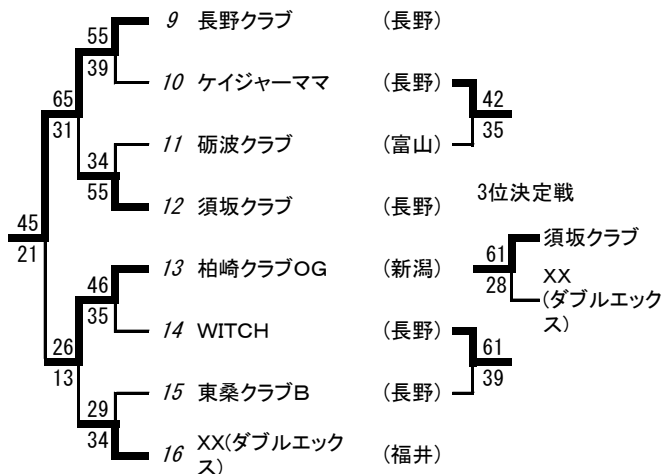 55
9 長野クラブ (長野)
39
10 ケイジャーママ (長野)
42
35
65
31
11 砺波クラブ (富山)
34
55
12 須坂クラブ (長野)
3位決定戦
45
21
須坂クラブ
61
28
XX
(ダブルエック
ス)
13 柏崎クラブOG (新潟)
46
35
14 WITCH (長野)
61
39
26
13
15 東桑クラブB (長野)
29
34
16 XX(ダブルエック
ス)
(福井)